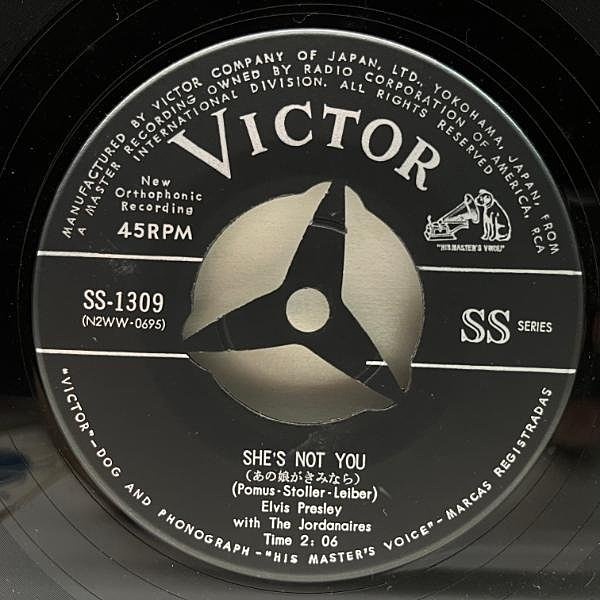 MANUFACTURED BY VICTOR COMPANY OF JAPAN, LTD., YOKOHAMA, JAPAN, FROM
A MASTER RECORDING OWNED BY RADIO CORPORATION OF AMERICA, RCA
INTERNATIONAL DIVISION. ALL RIGHTS RESERVED
VICTOR
New
Orthophonic
Recording
45RPM
"HIS MASTER'S VOICE"
SS-1309
(N2WW-0695)
SS SERIES
SHE'S NOT YOU
(あの娘がきみなら)
(Pomus-Stoller-Leiber)
Elvis Presley
with The Jordanaires
Time 2:06
"VICTOR"-DOG AND PHONOGRAPH-"HIS MASTER'S VOICE"-MARCAS REGISTRADAS